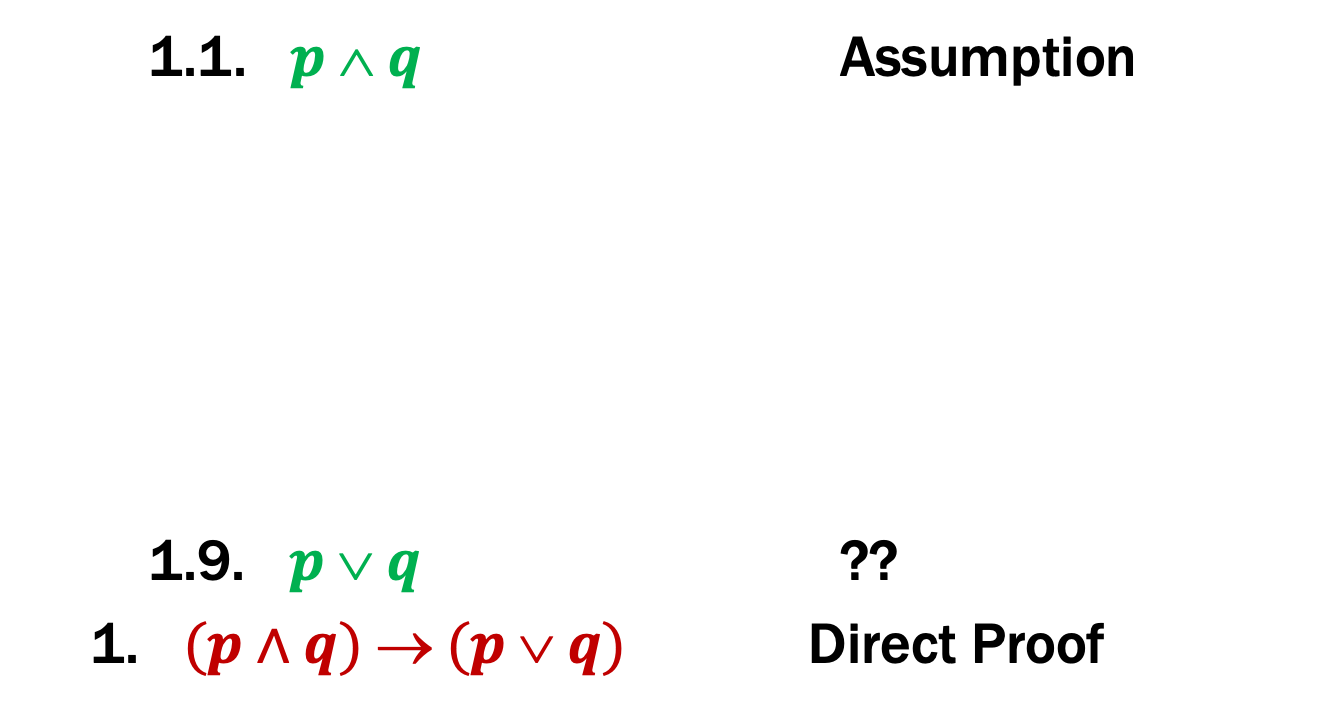 1.1. p ∧ q Assumption
1.9. p ∨ q ??
1. (p ∧ q) → (p ∨ q) Direct Proof